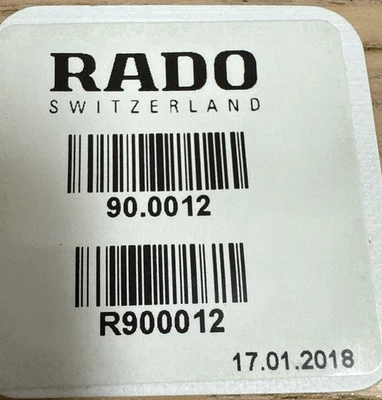 RADO
SWITZERLAND
90.0012
R900012
17.01.2018